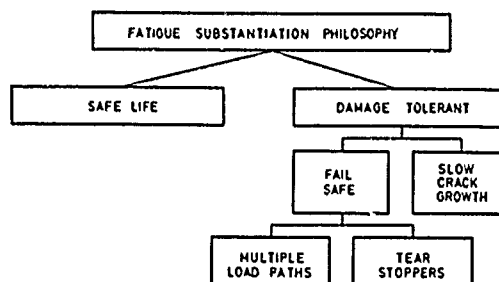 FATIGUE SUBSTANTIATION PHILOSOPHY
SAFE LIFE
DAMAGE TOLERANT
FAIL
SAFE
SLOW
CRACK
GROWTH
MULTIPLE
LOAD PATHS
TEAR
STOPPERS